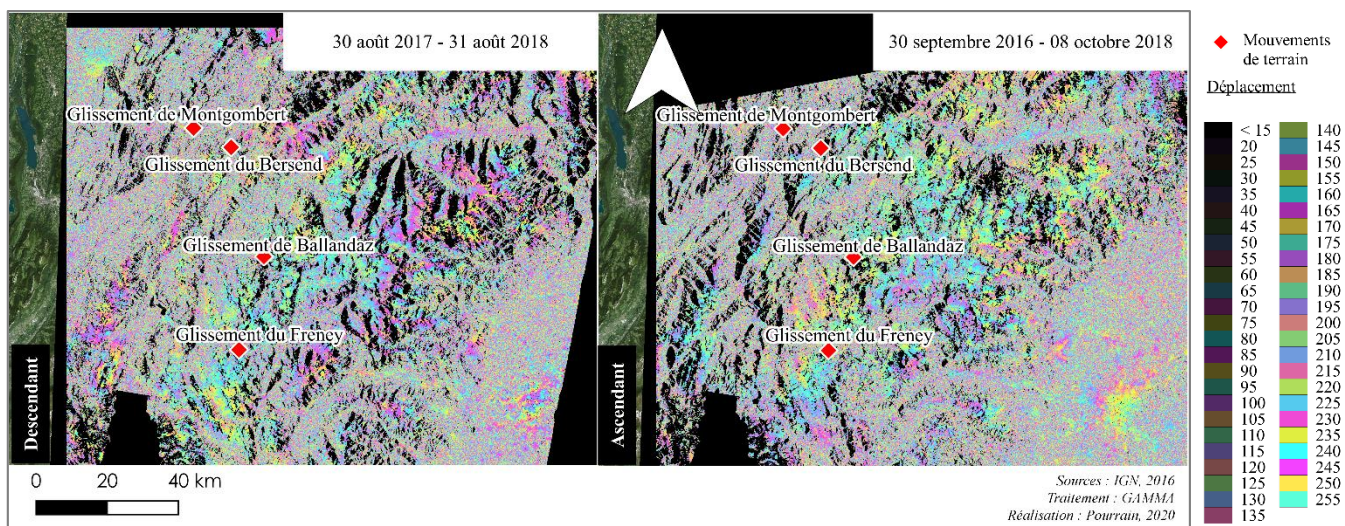 30 août 2017 - 31 août 2018
Glissement de Montgombert
Glissement du Bersend
Glissement de Ballandaz
Glissement du Freney
Descendant
30 septembre 2016 - 08 octobre 2018
Glissement de Montgombert
Glissement du Bersend
Glissement de Ballandaz
Glissement du Freney
Ascendant
0 20 40 km
Sources : IGN, 2016
Traitement : GAMMA
Réalisation : Pourrain, 2020
Mouvements
de terrain
Déplacement
< 15 140
20 145
25 150
30 155
35 160
40 165
45 170
50 175
55 180
60 185
65 190
70 195
75 200
80 205
85 210
90 215
95 220
100 225
105 230
110 235
115 240
120 245
125 250
130 255
135